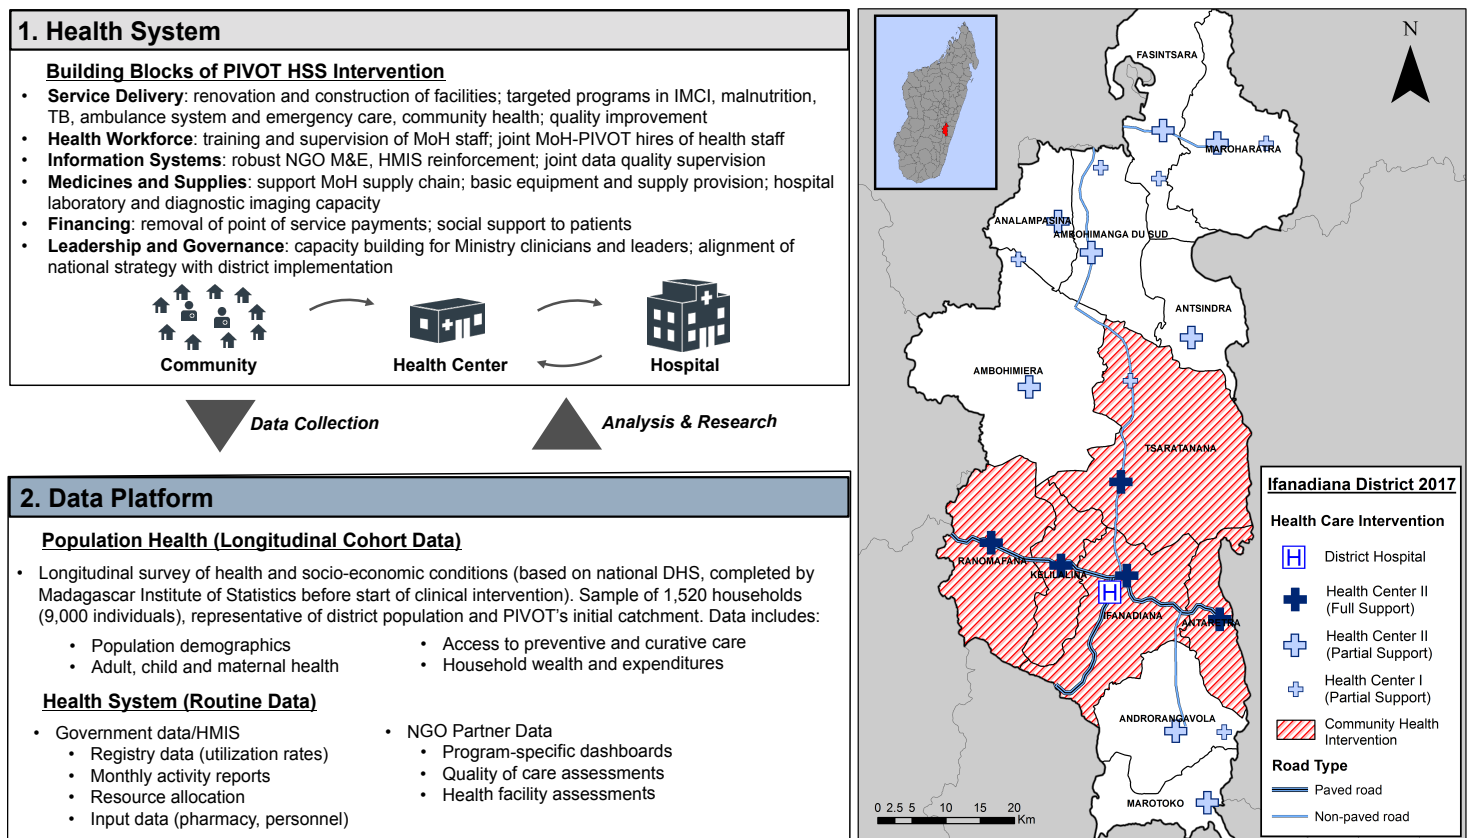 1. Health System
Building Blocks of PIVOT HSS Intervention
• Service Delivery: renovation and construction of facilities; targeted programs in IMCI, malnutrition,
TB, ambulance system and emergency care, community health; quality improvement
• Health Workforce: training and supervision of MoH staff; joint MoH-PIVOT hires of health staff
• Information Systems: robust NGO M&E, HMIS reinforcement; joint data quality supervision
• Medicines and Supplies: support MoH supply chain; basic equipment and supply provision; hospital
laboratory and diagnostic imaging capacity
• Financing: removal of point of service payments; social support to patients
• Leadership and Governance: capacity building for Ministry clinicians and leaders; alignment of
national strategy with district implementation
Community
Health Center
Hospital
Data Collection
Analysis & Research
2. Data Platform
Population Health (Longitudinal Cohort Data)
• Longitudinal survey of health and socio-economic conditions (based on national DHS, completed by
Madagascar Institute of Statistics before start of clinical intervention). Sample of 1,520 households
(9,000 individuals), representative of district population and PIVOT's initial catchment. Data includes:
• Population demographics
• Adult, child and maternal health
• Access to preventive and curative care
• Household wealth and expenditures
Health System (Routine Data)
• Government data/HMIS
• Registry data (utilization rates)
• Monthly activity reports
• Resource allocation
• Input data (pharmacy, personnel)
• NGO Partner Data
• Program-specific dashboards
• Quality of care assessments
• Health facility assessments
N
FASINTSARA
MAROHARATRA
ANALAMPASINA
AMBOHIMANGA DU SUD
ANTSINDRA
AMBOHIMIERA
TSARATANANA
RANOMAFANA
KELILALINA
H
IFANADIANA
ANTARETRA
ANDRORANGAVOLA
MAROTOKO
0 2.5 5 10 15 20
Km
Ifanadiana District 2017
Health Care Intervention
H District Hospital
Health Center II
(Full Support)
Health Center II
(Partial Support)
Health Center I
(Partial Support)
Community Health
Intervention
Road Type
Paved road
Non-paved road